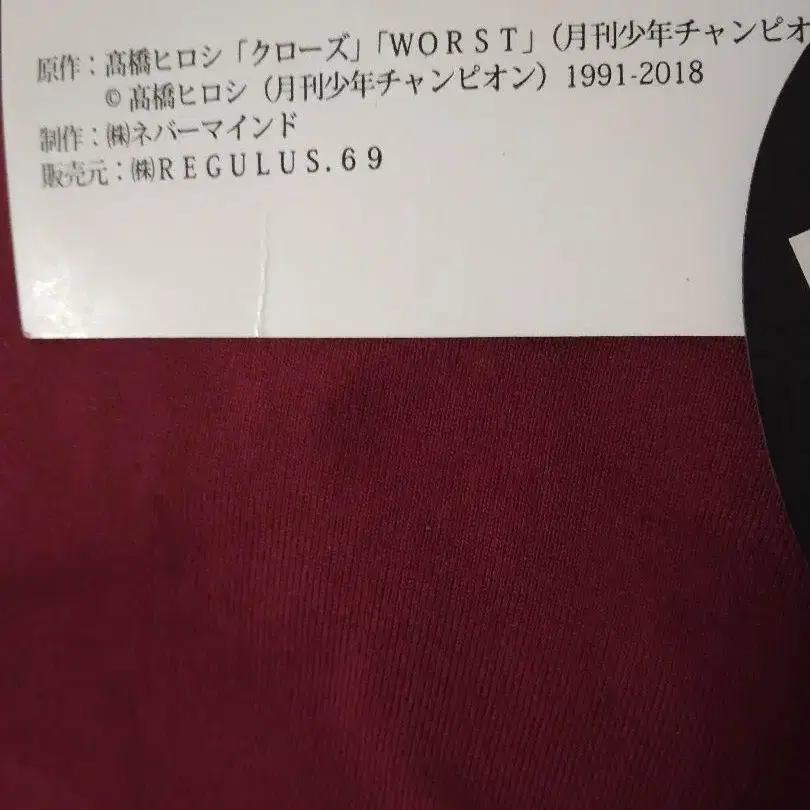 原作：髙橋ヒロシ「クローズ」「ＷＯＲＳＴ」（月刊少年チャンピオ
© 髙橋ヒロシ（月刊少年チャンピオン）1991-2018
制作：㈱ネバーマインド
販売元：㈱ＲＥＧＵＬＵＳ.６９